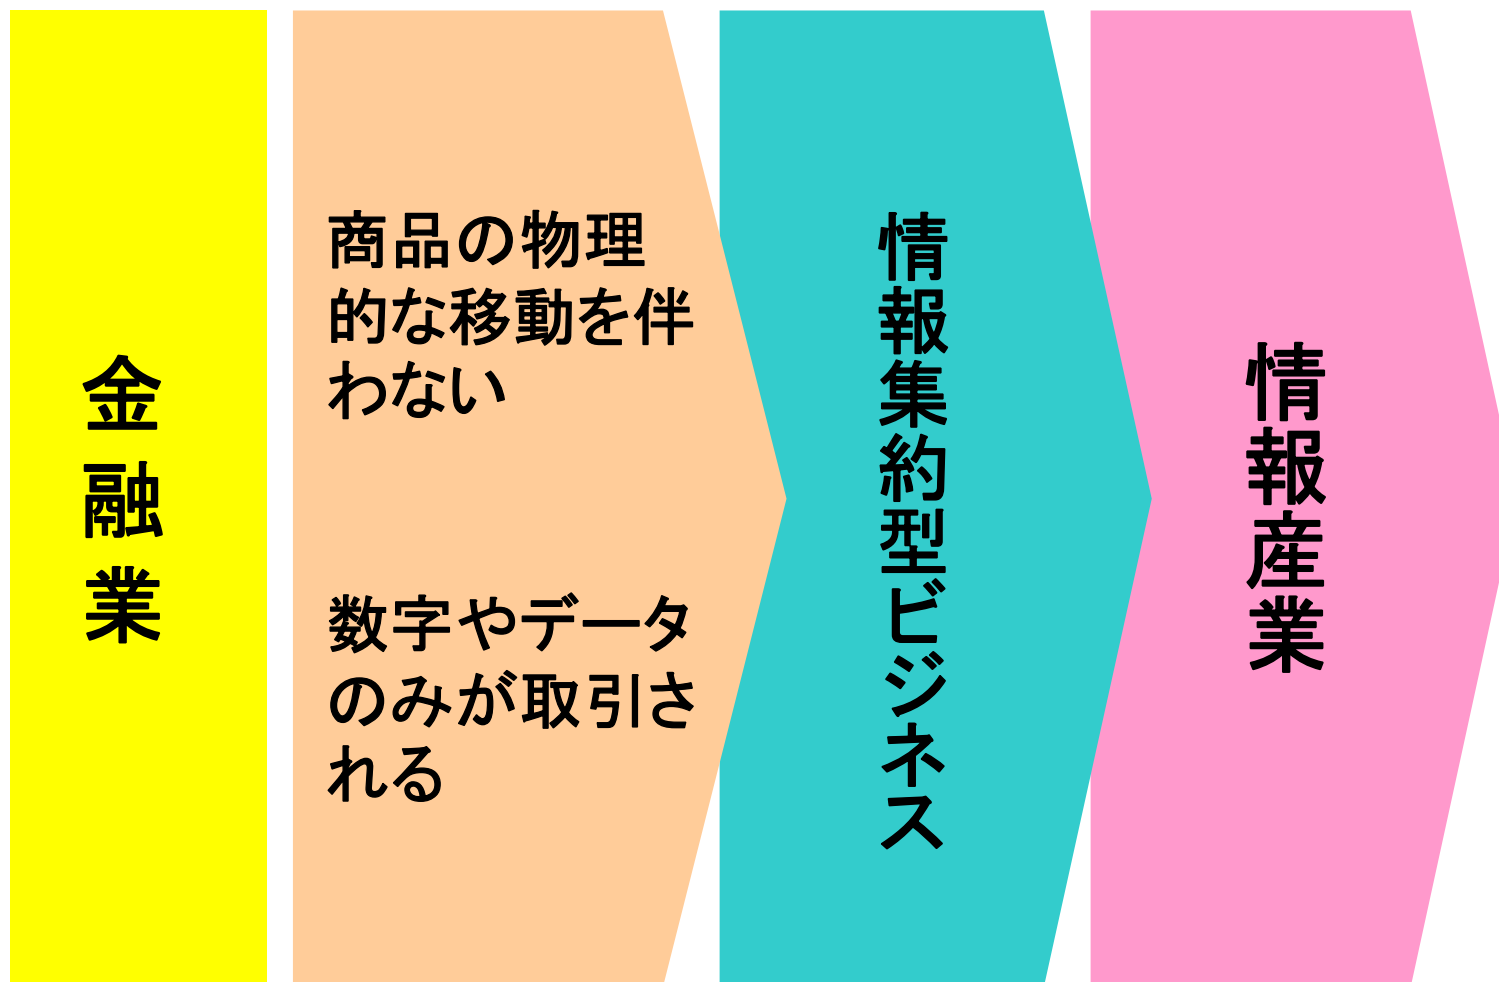 金融業
商品の物理
的な移動を伴
わない
数字やデータ
のみが取引さ
れる
情報集約型ビジネス
情報産業